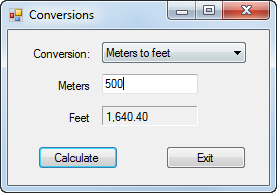 Conversions
Conversion: Meters to feet
Meters 500
Feet 1,640.40
Calculate Exit